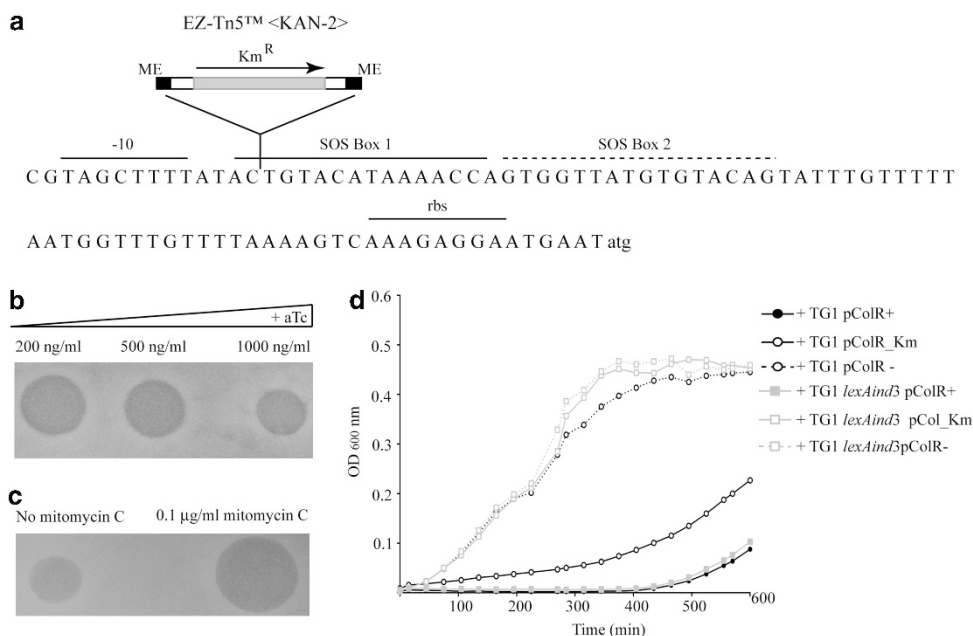 a
EZ-Tn5™ <KAN-2>
Km^R
ME
ME
-10
SOS Box 1
SOS Box 2
CGTAGCTTTTATACTGTACATAAAACCAGTGGTTATGTGTACAGTATTTGTTTTT
rbs
AATGGTTTGTTTTAAAAGTCAAAGAGGAATGAATatg
b
+ aTc
200 ng/ml
500 ng/ml
1000 ng/ml
c
No mitomycin C
0.1 µg/ml mitomycin C
d
0.6
0.5
0.4
0.3
0.2
0.1
OD 600 nm
100
200
300
400
500
600
Time (min)
+ TG1 pColR+
+ TG1 pColR_Km
+ TG1 pColR -
+ TG1 lexAind3 pColR+
+ TG1 lexAind3 pCol_Km
+ TG1 lexAind3pColR-